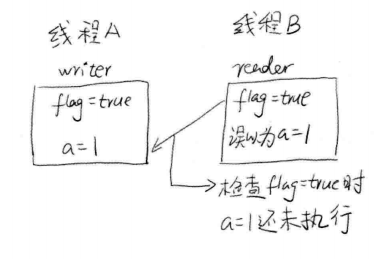 线程A
writer
flag=true
a=1
线程B
reader
flag=true
误以为a=1
检查flag=true时
a=1还未执行